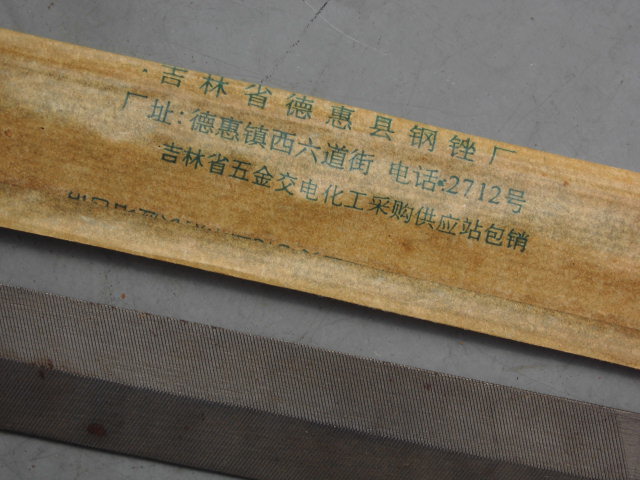 吉林省德惠县钢锉厂
厂址:德惠镇西六道街 电话:2712号
吉林省五金交电化工采购供应站包销